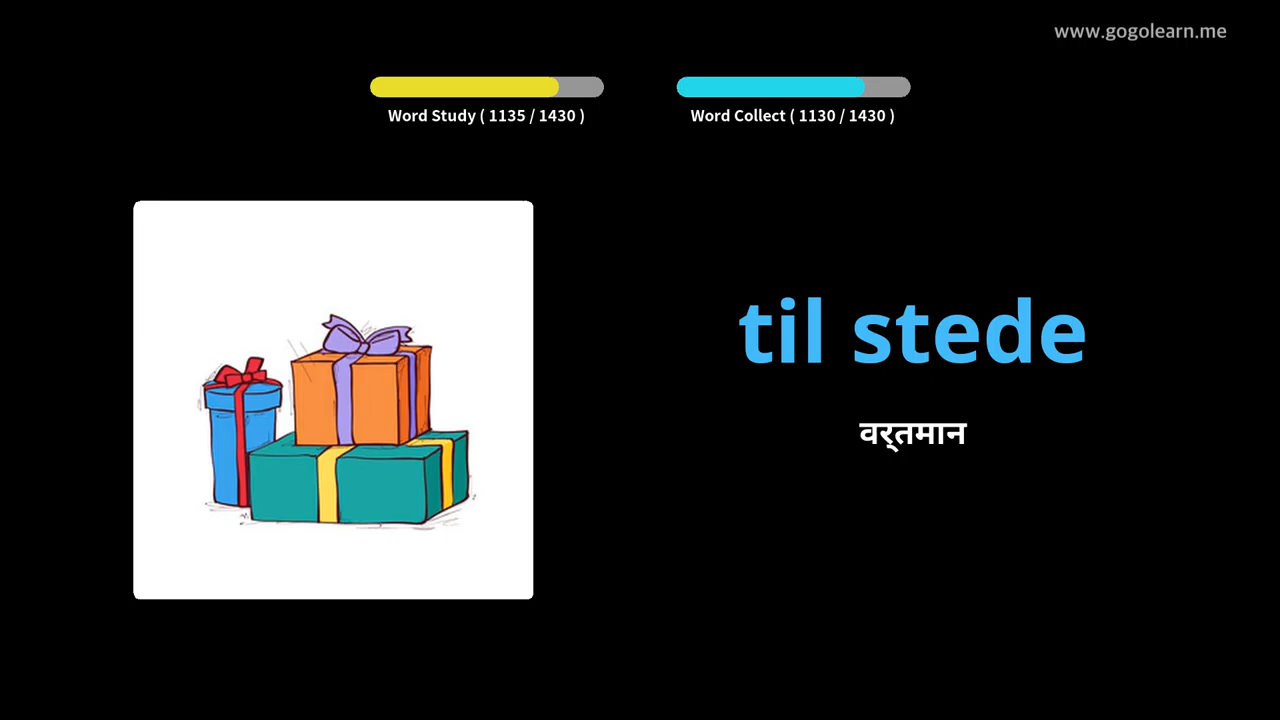 www.gogolearn.me
Word Study ( 1135 / 1430 )
Word Collect ( 1130 / 1430 )
til stede
वर्तमान